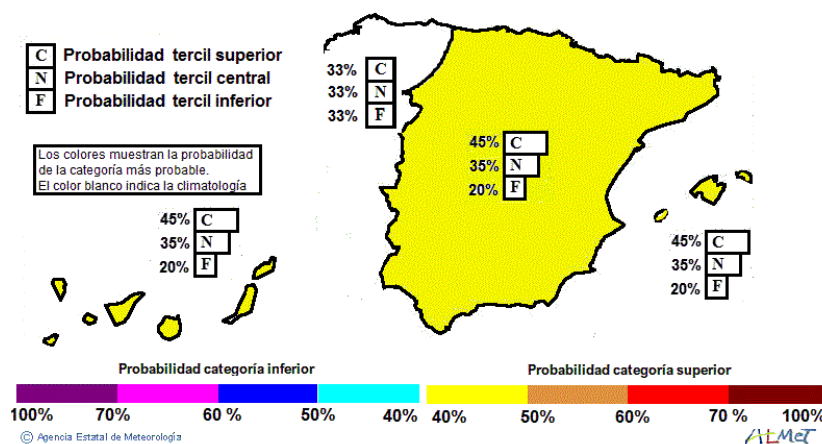 C Probabilidad tercil superior
N Probabilidad tercil central
F Probabilidad tercil inferior
Los colores muestran la probabilidad
de la categoría más probable.
El color blanco indica la climatología
33% C
33% N
33% F
45% C
35% N
20% F
45% C
35% N
20% F
45% C
35% N
20% F
Probabilidad categoría inferior
Probabilidad categoría superior
100% 70% 60 % 50% 40% 40% 50% 60% 70 % 100%
© Agencia Estatal de Meteorología